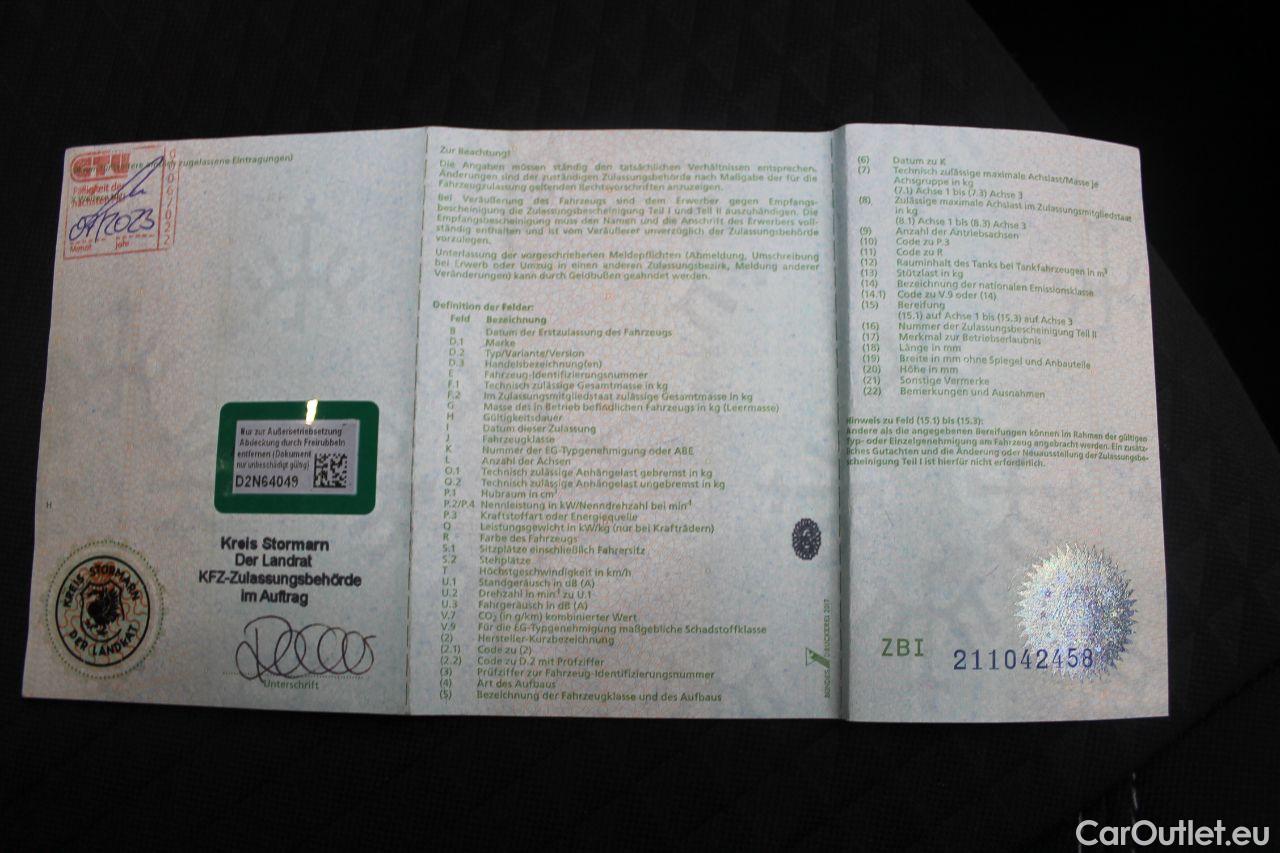 GTÜ
zugelassene Eintragungen)
Fälligkeit der
nächsten HU
07/2023
Monat Jahr
Nur zur Außerbetriebsetzung
Abdeckung durch Freirubbeln
entfernen (Dokument
nur unbeschädigt gültig)
D2N64049
H
Kreis Stormarn
Der Landrat
KFZ-Zulassungsbehörde
im Auftrag
KREIS STORMARN
DER LANDRAT
Unterschrift
Zur Beachtung!
Die Angaben müssen ständig den tatsächlichen Verhältnissen entsprechen.
Änderungen sind der zuständigen Zulassungsbehörde nach Maßgabe der für die
Fahrzeugzulassung geltenden Rechtsvorschriften anzuzeigen.
Bei Veräußerung des Fahrzeugs sind dem Erwerber gegen Empfangs-
bescheinigung die Zulassungsbescheinigung Teil I und Teil II auszuhändigen. Die
Empfangsbescheinigung muss den Namen und die Anschrift des Erwerbers voll-
ständig enthalten und ist vom Veräußerer unverzüglich der Zulassungsbehörde
vorzulegen.
Unterlassung der vorgeschriebenen Meldepflichten (Abmeldung, Umschreibung
bei Erwerb oder Umzug in einen anderen Zulassungsbezirk, Meldung anderer
Veränderungen) kann durch Geldbußen geahndet werden.
Definition der Felder:
Feld Bezeichnung
B Datum der Erstzulassung des Fahrzeugs
D.1 Marke
D.2 Typ/Variante/Version
D.3 Handelsbezeichnung(en)
E Fahrzeug-Identifizierungsnummer
F.1 Technisch zulässige Gesamtmasse in kg
F.2 Im Zulassungsmitgliedstaat zulässige Gesamtmasse in kg
G Masse des in Betrieb befindlichen Fahrzeugs in kg (Leermasse)
H Gültigkeitsdauer
I Datum dieser Zulassung
J Fahrzeugklasse
K Nummer der EG-Typgenehmigung oder ABE
L Anzahl der Achsen
O.1 Technisch zulässige Anhängelast gebremst in kg
O.2 Technisch zulässige Anhängelast ungebremst in kg
P.1 Hubraum in cm³
P.2/P.4 Nennleistung in kW/Nenndrehzahl bei min⁻¹
P.3 Kraftstoffart oder Energiequelle
Q Leistungsgewicht in kW/kg (nur bei Krafträdern)
R Farbe des Fahrzeugs
S.1 Sitzplätze einschließlich Fahrersitz
S.2 Stehplätze
T Höchstgeschwindigkeit in km/h
U.1 Standgeräusch in dB (A)
U.2 Drehzahl in min⁻¹ zu U.1
U.3 Fahrgeräusch in dB (A)
V.7 CO₂ (in g/km) kombinierter Wert
V.9 Für die EG-Typgenehmigung maßgebliche Schadstoffklasse
(2) Hersteller-Kurzbezeichnung
(2.1) Code zu (2)
(2.2) Code zu D.2 mit Prüfziffer
(3) Prüfziffer zur Fahrzeug-Identifizierungsnummer
(4) Art des Aufbaus
(5) Bezeichnung der Fahrzeugklasse und des Aufbaus
(6) Datum zu K
(7) Technisch zulässige maximale Achslast/Masse je
Achsgruppe in kg
(7.1) Achse 1 bis (7.3) Achse 3
(8) Zulässige maximale Achslast im Zulassungsmitgliedstaat
in kg
(8.1) Achse 1 bis (8.3) Achse 3
(9) Anzahl der Antriebsachsen
(10) Code zu P.3
(11) Code zu R
(12) Rauminhalt des Tanks bei Tankfahrzeugen in m³
(13) Stützlast in kg
(14) Bezeichnung der nationalen Emissionsklasse
(14.1) Code zu V.9 oder (14)
(15) Bereifung
(15.1) auf Achse 1 bis (15.3) auf Achse 3
(16) Nummer der Zulassungsbescheinigung Teil II
(17) Merkmal zur Betriebserlaubnis
(18) Länge in mm
(19) Breite in mm ohne Spiegel und Anbauteile
(20) Höhe in mm
(21) Sonstige Vermerke
(22) Bemerkungen und Ausnahmen
Hinweis zu Feld (15.1) bis (15.3):
Andere als die angegebenen Bereifungen können im Rahmen der gültigen
Typ- oder Einzelgenehmigung am Fahrzeug angebracht werden. Ein zusätz-
liches Gutachten und die Änderung oder Neuausstellung der Zulassungsbe-
scheinigung Teil I ist hierfür nicht erforderlich.
ZBI 211042458
CarOutlet.eu